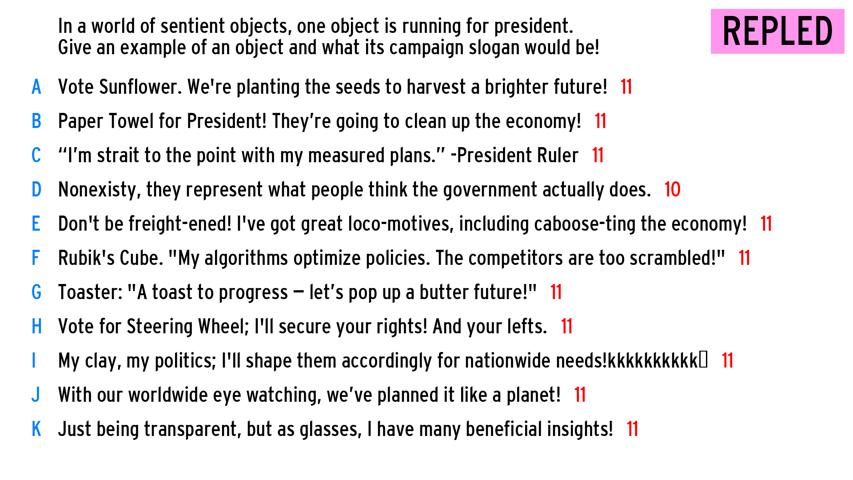 In a world of sentient objects, one object is running for president.
Give an example of an object and what its campaign slogan would be!
REPLED
A Vote Sunflower. We're planting the seeds to harvest a brighter future! 11
B Paper Towel for President! They’re going to clean up the economy! 11
C “I’m strait to the point with my measured plans.” -President Ruler 11
D Nonexisty, they represent what people think the government actually does. 10
E Don't be freight-ened! I've got great loco-motives, including caboose-ting the economy! 11
F Rubik's Cube. "My algorithms optimize policies. The competitors are too scrambled!" 11
G Toaster: "A toast to progress – let’s pop up a butter future!" 11
H Vote for Steering Wheel; I'll secure your rights! And your lefts. 11
I My clay, my politics; I'll shape them accordingly for nationwide needs!kkkkkkkkkk▯ 11
J With our worldwide eye watching, we’ve planned it like a planet! 11
K Just being transparent, but as glasses, I have many beneficial insights! 11